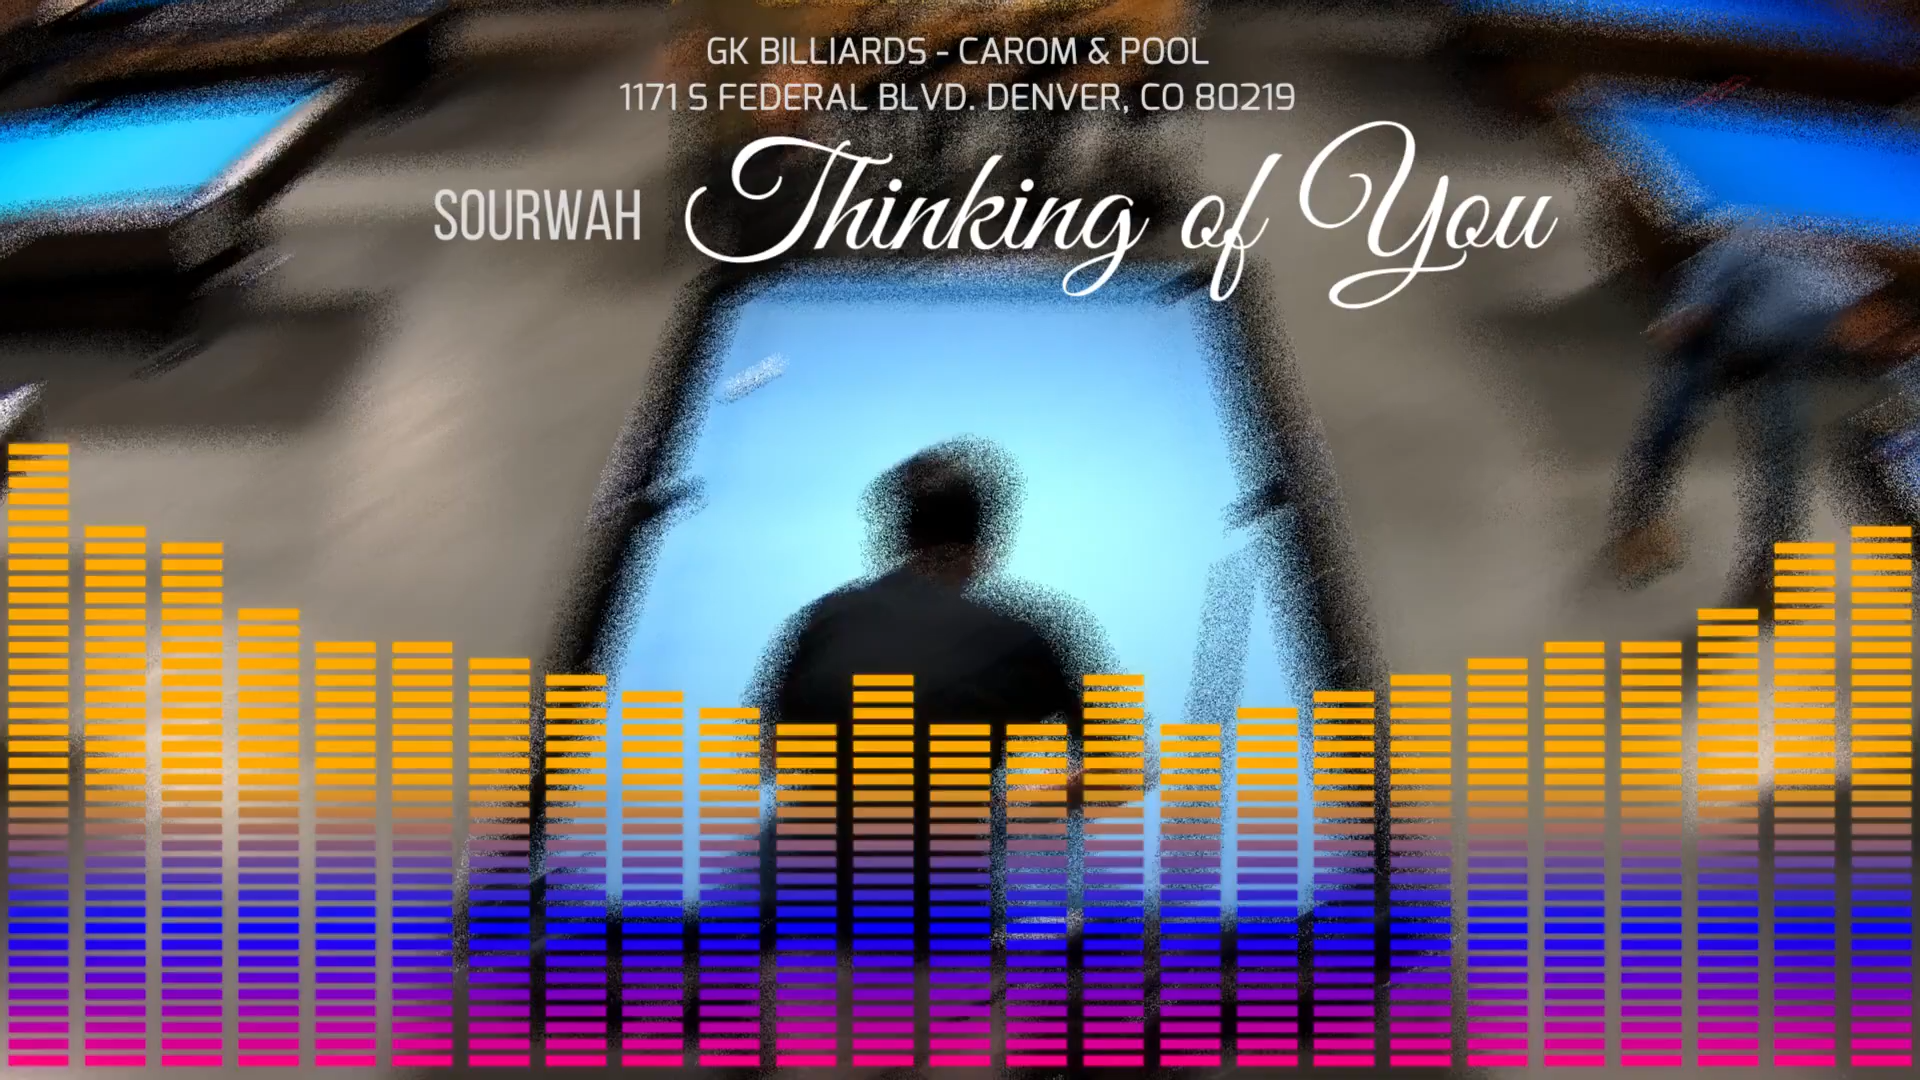 GK BILLIARDS - CAROM & POOL
1171 S FEDERAL BLVD. DENVER, CO 80219
SOURWAH Thinking of You